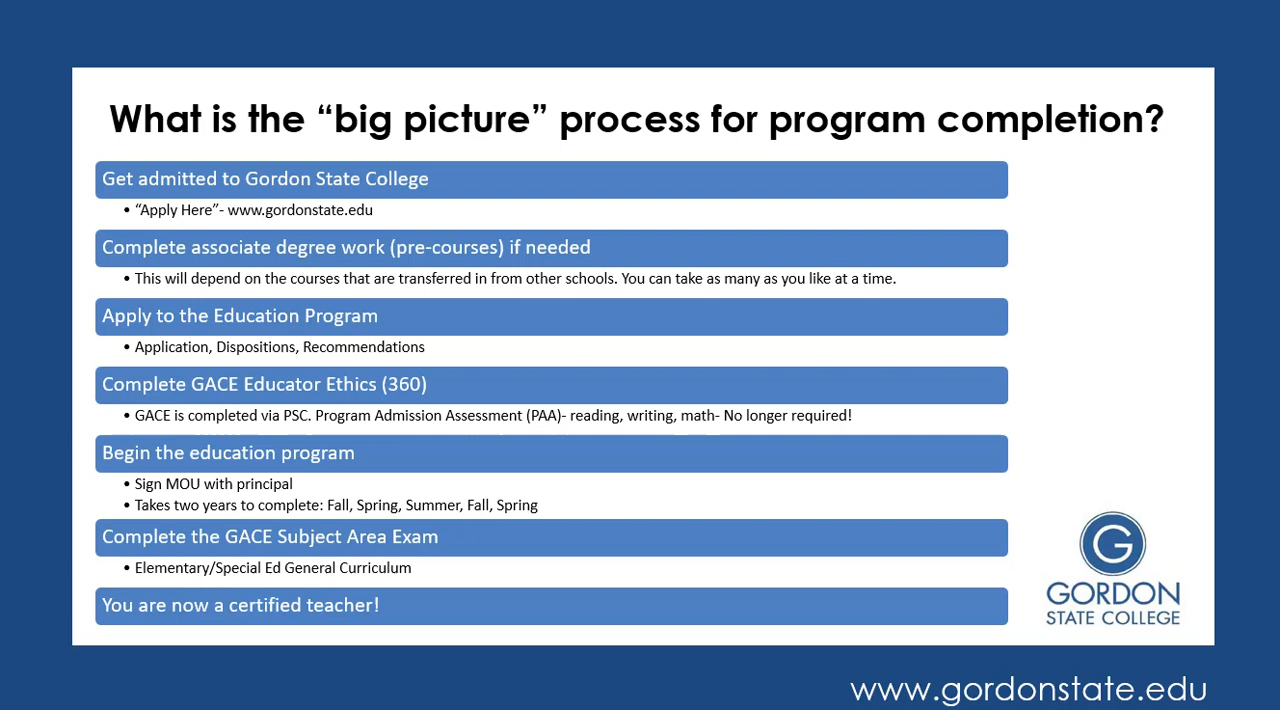 What is the “big picture” process for program completion?
Get admitted to Gordon State College
• “Apply Here”- www.gordonstate.edu
Complete associate degree work (pre-courses) if needed
• This will depend on the courses that are transferred in from other schools. You can take as many as you like at a time.
Apply to the Education Program
• Application, Dispositions, Recommendations
Complete GACE Educator Ethics (360)
• GACE is completed via PSC. Program Admission Assessment (PAA)- reading, writing, math- No longer required!
Begin the education program
• Sign MOU with principal
• Takes two years to complete: Fall, Spring, Summer, Fall, Spring
Complete the GACE Subject Area Exam
• Elementary/Special Ed General Curriculum
You are now a certified teacher!
G
GORDON
STATE COLLEGE
www.gordonstate.edu